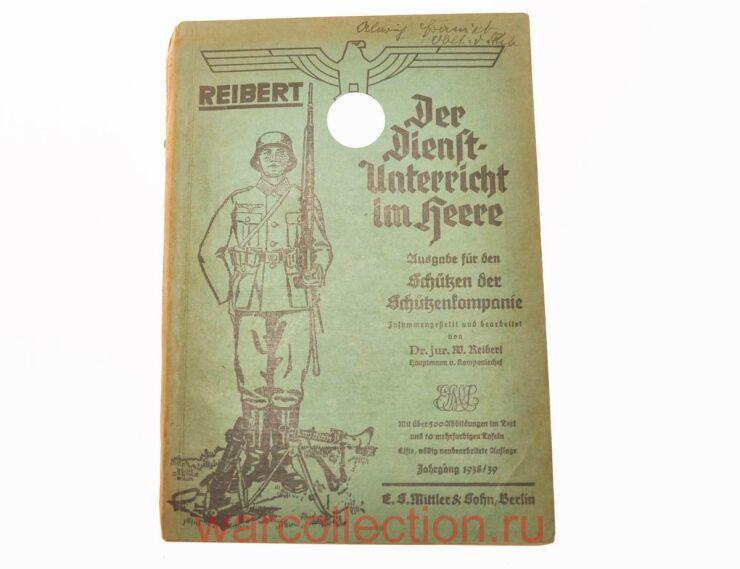 REIBERT
Der
Dienst-
Unterricht
im Heere
Ausgabe für den
Schützen der
Schützenkompanie
Zusammengestellt und bearbeitet
von
Dr. jur. W. Reibert
Hauptmann u. Kompaniechef
Mit über 500 Abbildungen im Text
und 10 mehrfarbigen Tafeln
Elfte, völlig neubearbeitete Auflage
Jahrgang 1938/39
E. S. Mittler & Sohn, Berlin
warcollection.ru